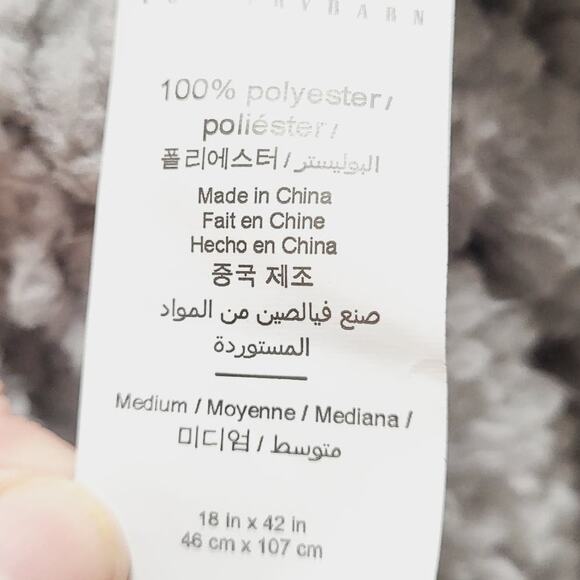 100% polyester /
poliéster /
폴리에스터 / البوليستر
Made in China
Fait en Chine
Hecho en China
중국 제조
صنع فيالصين من المواد
المستوردة
Medium / Moyenne / Mediana /
미디엄 / متوسط
18 in x 42 in
46 cm x 107 cm